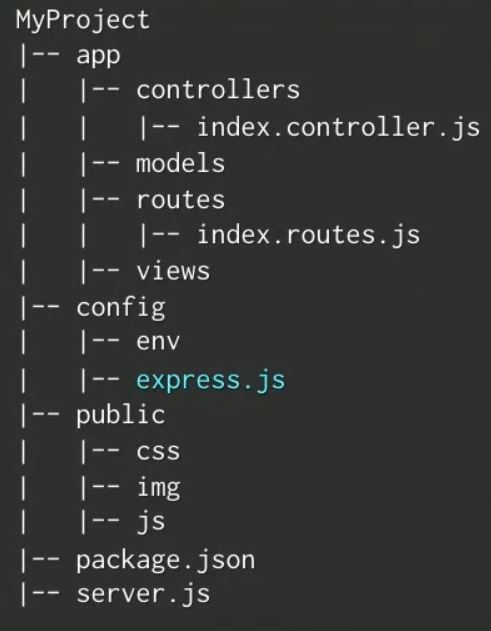 MyProject
|-- app
|   |-- controllers
|   |   |-- index.controller.js
|   |-- models
|   |-- routes
|   |   |-- index.routes.js
|   |-- views
|-- config
|   |-- env
|   |-- express.js
|-- public
|   |-- css
|   |-- img
|   |-- js
|-- package.json
|-- server.js